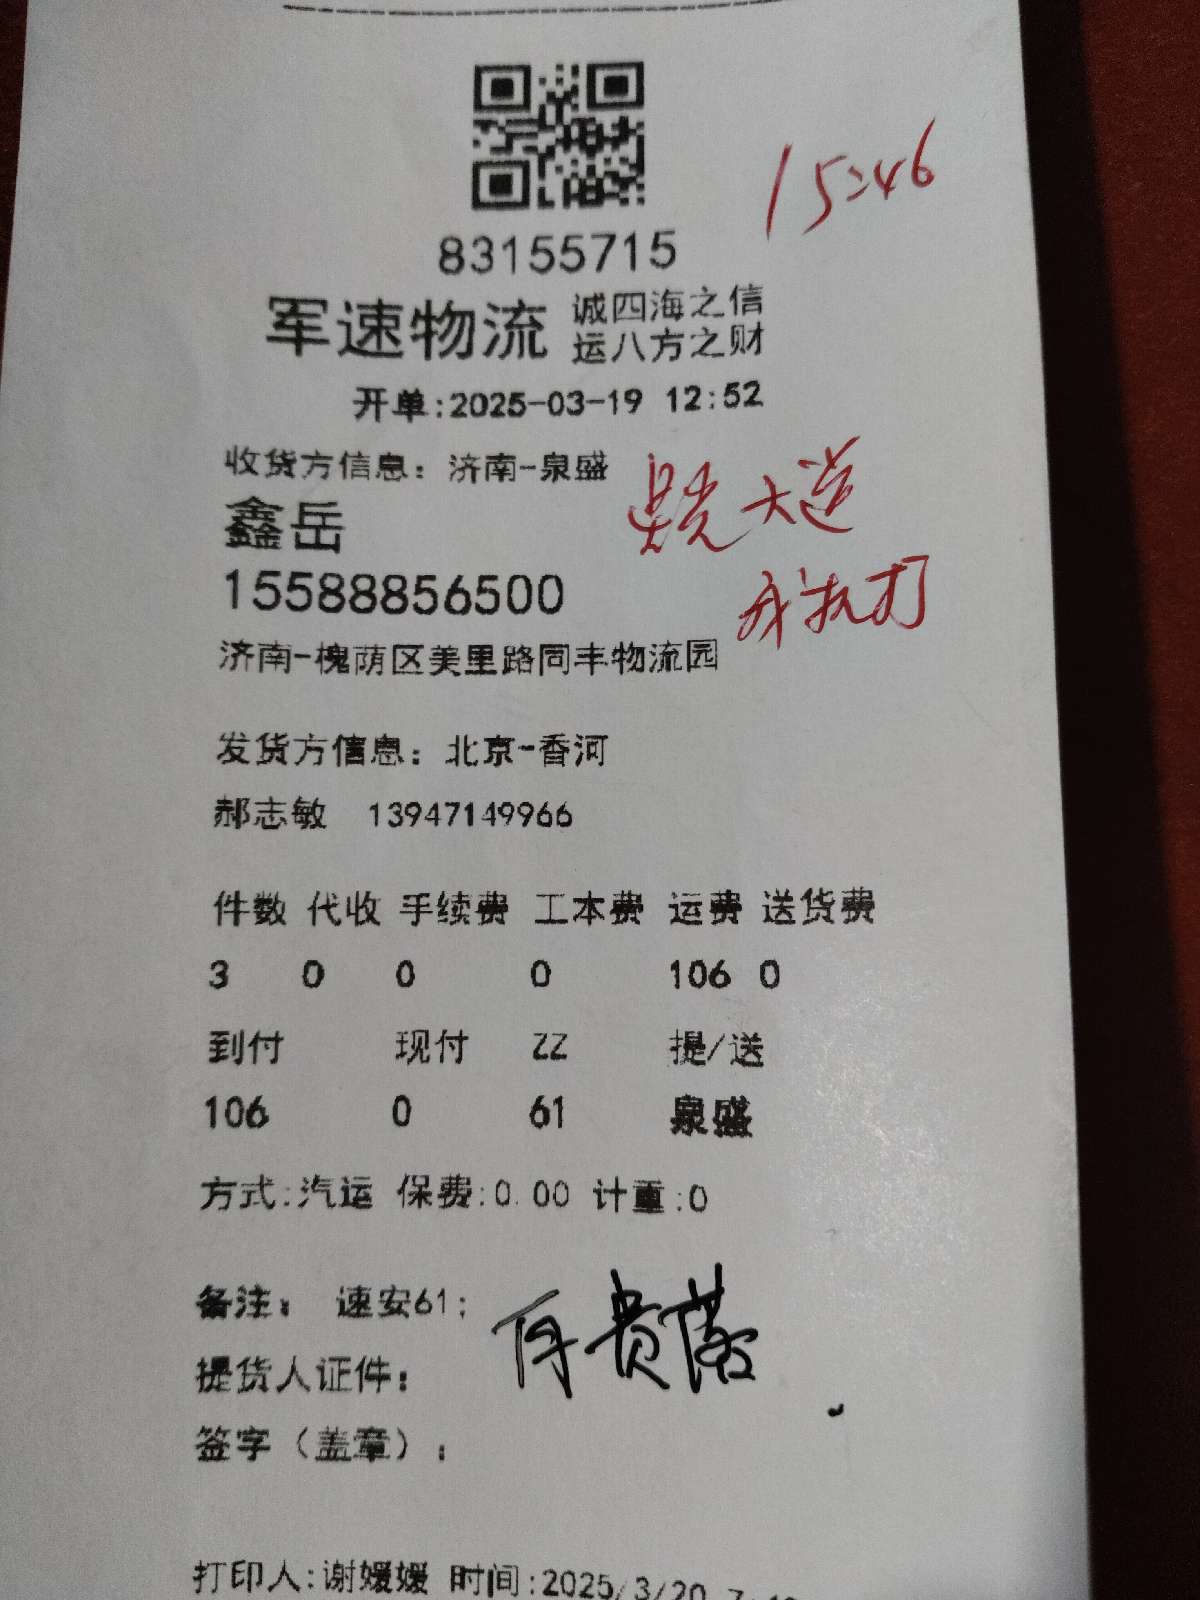 15:46
83155715
军速物流 诚四海之信
运八方之财
开单:2025-03-19 12:52
收货方信息：济南-泉盛
鑫岳
大送
15588856500
济南-槐荫区美里路同丰物流园
发货方信息：北京-香河
郝志敏 13947149966
件数 代收 手续费 工本费 运费 送货费
3 0 0 0 106 0
到付 现付 ZZ 提/送
106 0 61 泉盛
方式:汽运 保费:0.00 计重:0
备注： 速安61;
提货人证件：
签字（盖章）：
打印人:谢媛媛 时间:2025/3/20